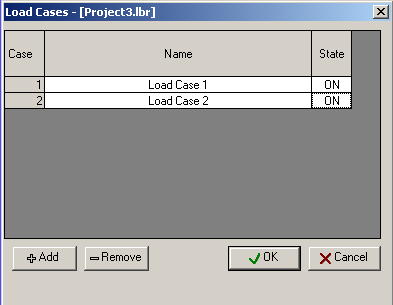 Load Cases - [Project3.lbr]
Case Name State
1 Load Case 1 ON
2 Load Case 2 ON
Add Remove OK Cancel